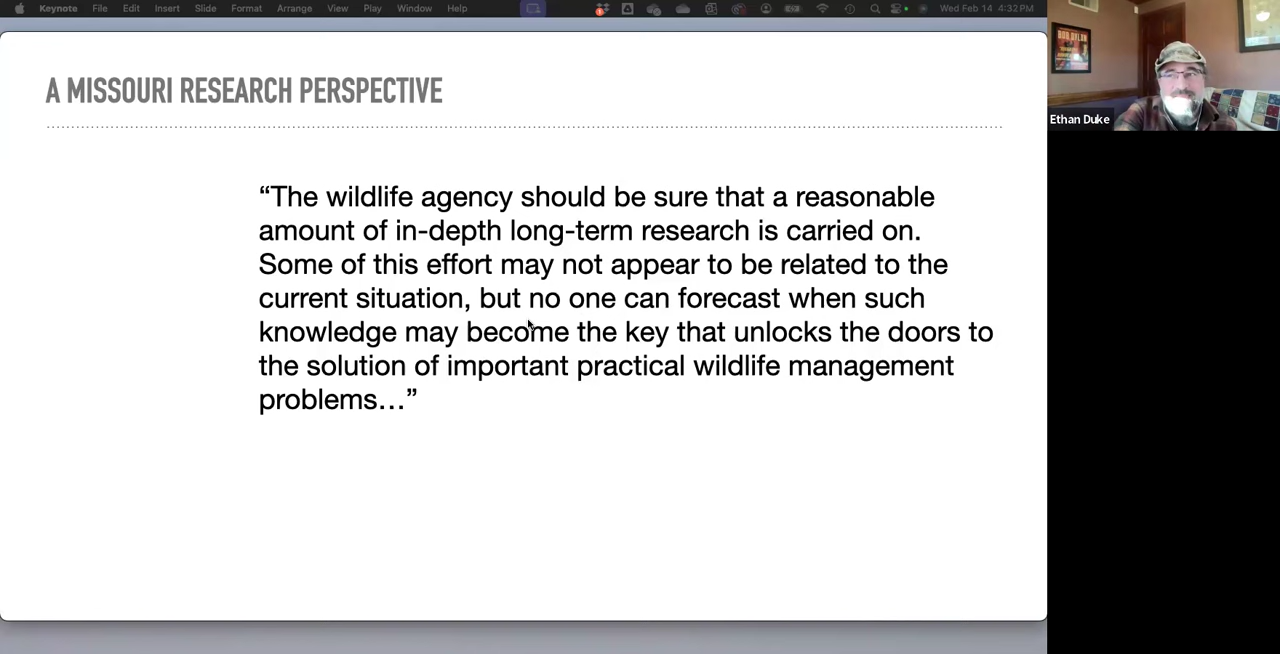 Keynote File Edit Insert Slide Format Arrange View Play Window Help Wed Feb 14 4:32 PM
A MISSOURI RESEARCH PERSPECTIVE
“The wildlife agency should be sure that a reasonable
amount of in-depth long-term research is carried on.
Some of this effort may not appear to be related to the
current situation, but no one can forecast when such
knowledge may become the key that unlocks the doors to
the solution of important practical wildlife management
problems…”
BOB DYLAN
Ethan Duke